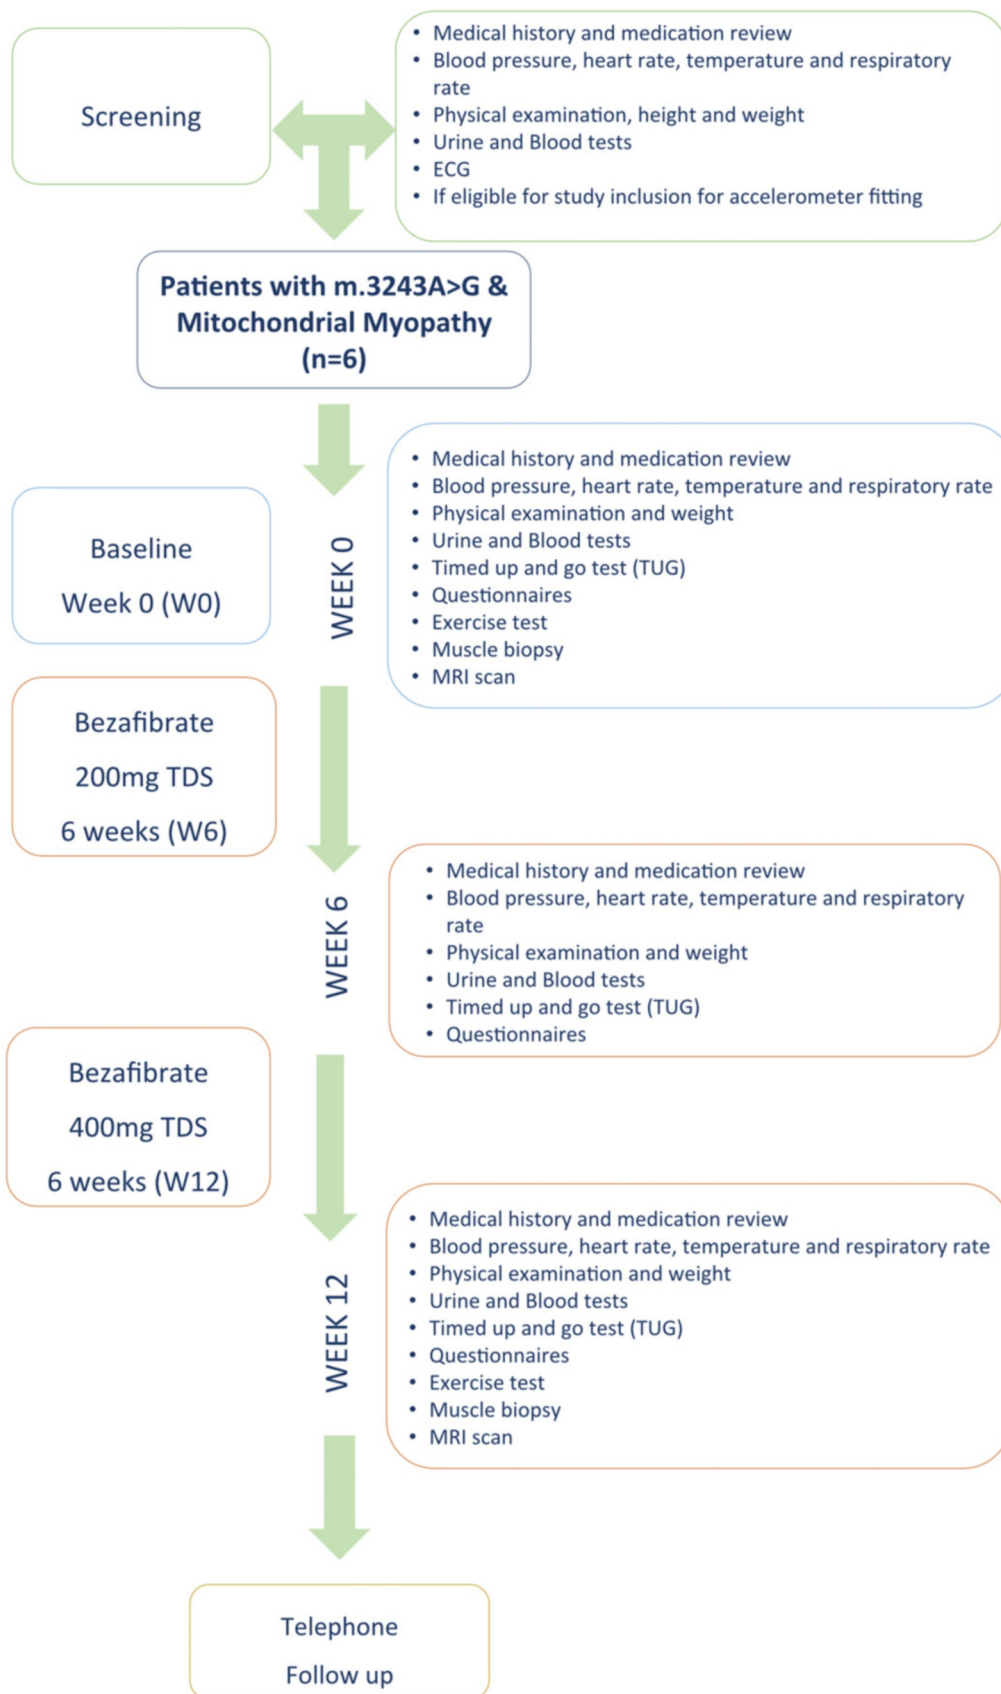 Screening
• Medical history and medication review
• Blood pressure, heart rate, temperature and respiratory
rate
• Physical examination, height and weight
• Urine and Blood tests
• ECG
• If eligible for study inclusion for accelerometer fitting
Patients with m.3243A>G &
Mitochondrial Myopathy
(n=6)
Baseline
Week 0 (W0)
WEEK 0
• Medical history and medication review
• Blood pressure, heart rate, temperature and respiratory rate
• Physical examination and weight
• Urine and Blood tests
• Timed up and go test (TUG)
• Questionnaires
• Exercise test
• Muscle biopsy
• MRI scan
Bezafibrate
200mg TDS
6 weeks (W6)
WEEK 6
• Medical history and medication review
• Blood pressure, heart rate, temperature and respiratory
rate
• Physical examination and weight
• Urine and Blood tests
• Timed up and go test (TUG)
• Questionnaires
Bezafibrate
400mg TDS
6 weeks (W12)
WEEK 12
• Medical history and medication review
• Blood pressure, heart rate, temperature and respiratory rate
• Physical examination and weight
• Urine and Blood tests
• Timed up and go test (TUG)
• Questionnaires
• Exercise test
• Muscle biopsy
• MRI scan
Telephone
Follow up